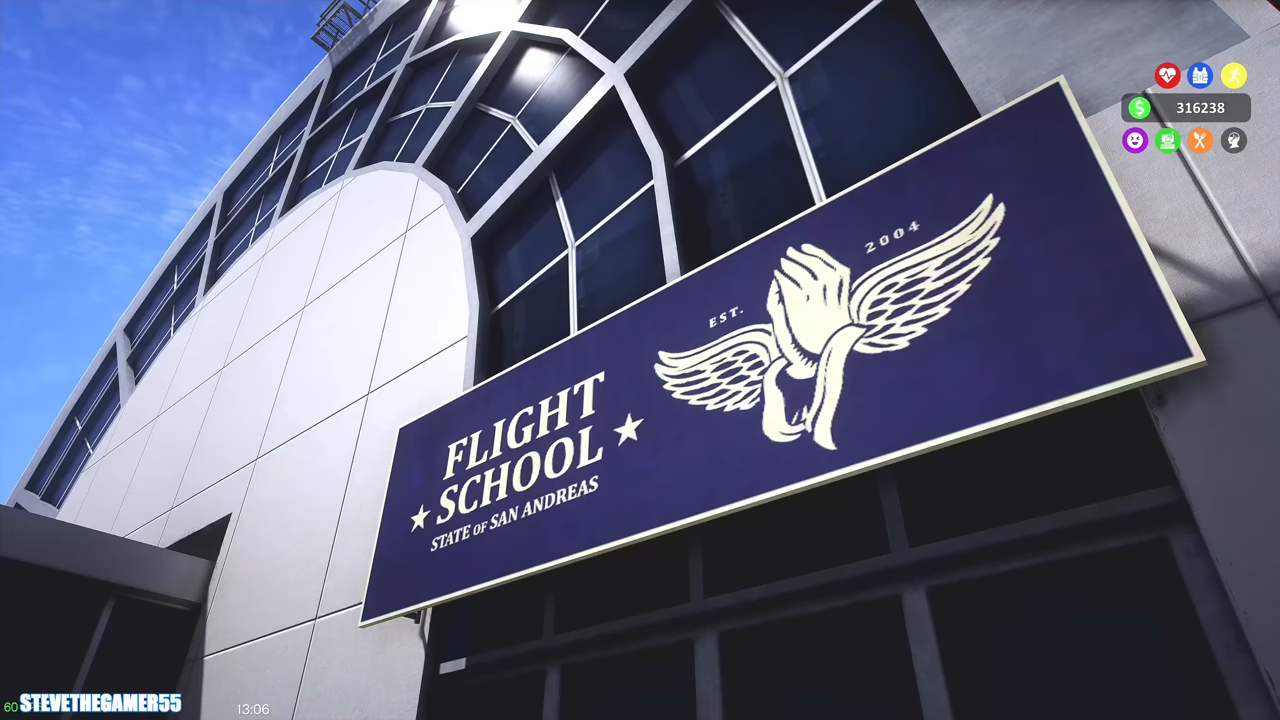 316238
EST.
2004
FLIGHT
SCHOOL
STATE OF SAN ANDREAS
60
STEVETHEGAMER55
13:06